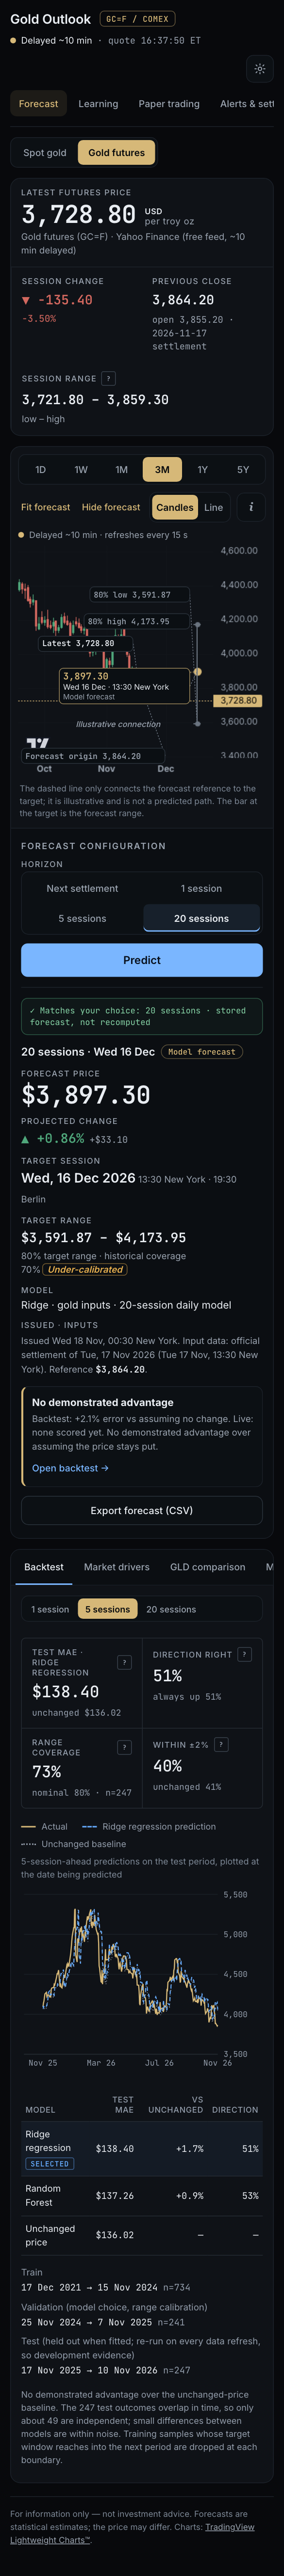 Gold Outlook GC=F / COMEX
Delayed ~10 min · quote 16:37:50 ET
Forecast Learning Paper trading Alerts & sett
Spot gold Gold futures
LATEST FUTURES PRICE
3,728.80 USD per troy oz
Gold futures (GC=F) · Yahoo Finance (free feed, ~10
min delayed)
SESSION CHANGE
▼ -135.40
-3.50%
PREVIOUS CLOSE
3,864.20
open 3,855.20 ·
2026-11-17
settlement
SESSION RANGE ?
3,721.80 – 3,859.30
low – high
1D 1W 1M 3M 1Y 5Y
Fit forecast Hide forecast Candles Line i
Delayed ~10 min · refreshes every 15 s
4,600.00
4,400.00
80% low 3,591.87
4,200.00
80% high 4,173.95
Latest 3,728.80
4,000.00
3,897.30
Wed 16 Dec · 13:30 New York
Model forecast
3,800.00
3,728.80
Illustrative connection
3,600.00
Forecast origin 3,864.20
3,400.00
Oct Nov Dec
The dashed line only connects the forecast reference to the
target; it is illustrative and is not a predicted path. The bar at
the target is the forecast range.
FORECAST CONFIGURATION
HORIZON
Next settlement 1 session
5 sessions 20 sessions
Predict
✓ Matches your choice: 20 sessions · stored
forecast, not recomputed
20 sessions · Wed 16 Dec Model forecast
FORECAST PRICE
$3,897.30
PROJECTED CHANGE
▲ +0.86% +$33.10
TARGET SESSION
Wed, 16 Dec 2026 13:30 New York · 19:30
Berlin
TARGET RANGE
$3,591.87 – $4,173.95
80% target range · historical coverage
70% Under-calibrated
MODEL
Ridge · gold inputs · 20-session daily model
ISSUED · INPUTS
Issued Wed 18 Nov, 00:30 New York. Input data: official
settlement of Tue, 17 Nov 2026 (Tue 17 Nov, 13:30 New
York). Reference $3,864.20.
No demonstrated advantage
Backtest: +2.1% error vs assuming no change. Live:
none scored yet. No demonstrated advantage over
assuming the price stays put.
Open backtest →
Export forecast (CSV)
Backtest Market drivers GLD comparison M
1 session 5 sessions 20 sessions
TEST MAE ·
RIDGE
REGRESSION ?
$138.40
unchanged $136.02
DIRECTION RIGHT ?
51%
always up 51%
RANGE
COVERAGE ?
73%
nominal 80% · n=247
WITHIN ±2% ?
40%
unchanged 41%
Actual Ridge regression prediction
Unchanged baseline
5-session-ahead predictions on the test period, plotted at
the date being predicted
5,500
5,000
4,500
4,000
3,500
Nov 25 Mar 26 Jul 26 Nov 26
MODEL TEST MAE VS UNCHANGED DIRECTION
Ridge regression SELECTED $138.40 +1.7% 51%
Random Forest $137.26 +0.9% 53%
Unchanged price $136.02 — —
Train
17 Dec 2021 → 15 Nov 2024 n=734
Validation (model choice, range calibration)
25 Nov 2024 → 7 Nov 2025 n=241
Test (held out when fitted; re-run on every data refresh,
so development evidence)
17 Nov 2025 → 10 Nov 2026 n=247
No demonstrated advantage over the unchanged-price
baseline. The 247 test outcomes overlap in time, so only
about 49 are independent; small differences between
models are within noise. Training samples whose target
window reaches into the next period are dropped at each
boundary.
For information only — not investment advice. Forecasts are
statistical estimates; the price may differ. Charts: TradingView
Lightweight Charts™.